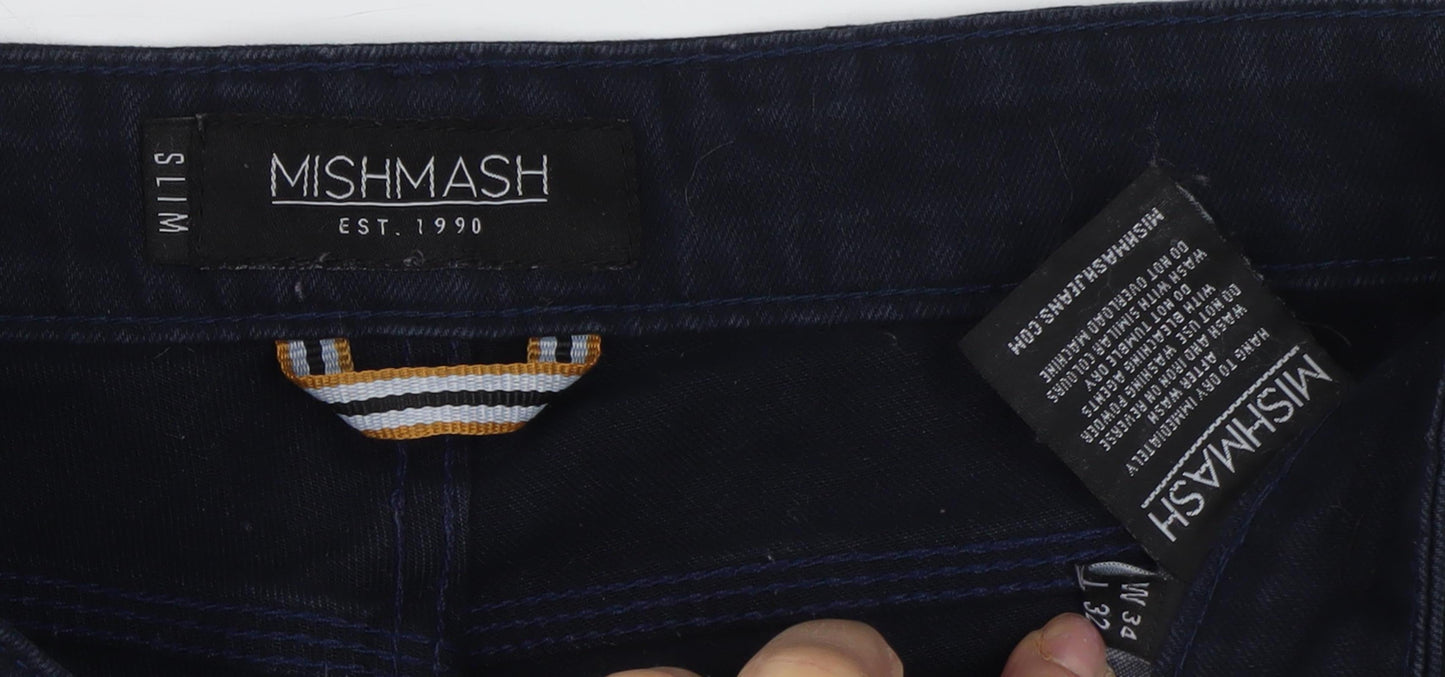 SLIM
MISHMASH
EST. 1990
MISHMASH
HANG TO DRY IMMEDIATELY
AFTER WASH
WASH AND IRON ON REVERSE
DO NOT USE WASHING POWDER
WITH BLEACHING AGENTS
DO NOT TUMBLE DRY
WASH WITH SIMILAR COLOURS
DO NOT OVERLOAD MACHINE
MISHMASHJEANS.COM
W 34
L 32